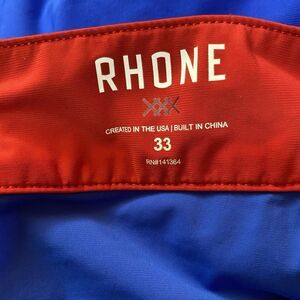 RHONE
CREATED IN THE USA | BUILT IN CHINA
33
RN#141364